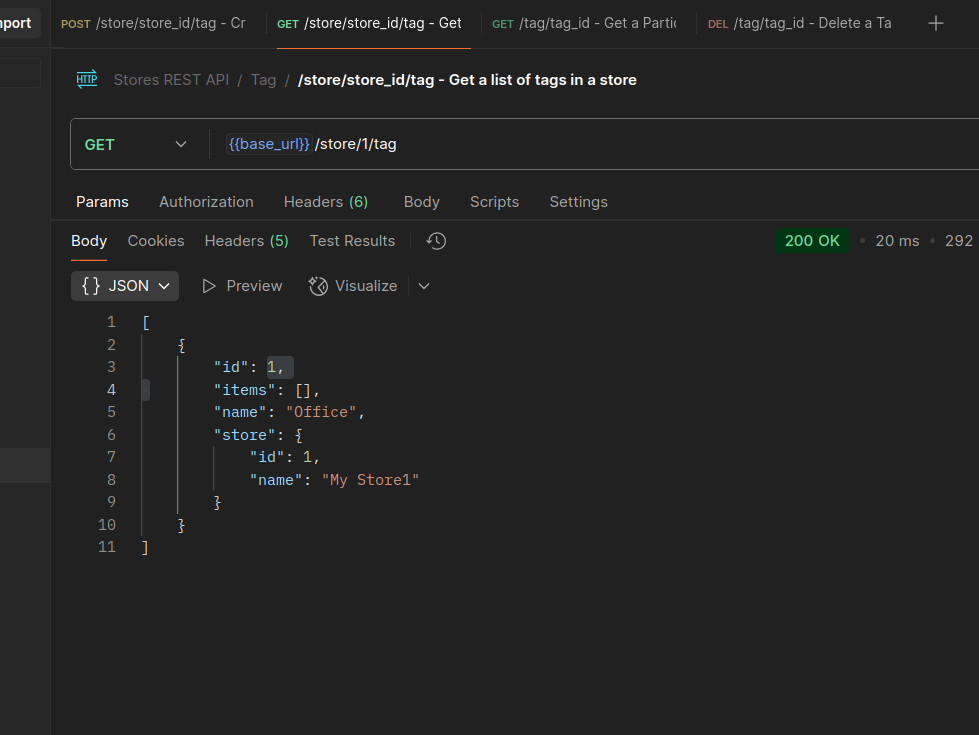 mport POST /store/store_id/tag - Cr GET /store/store_id/tag - Get GET /tag/tag_id - Get a Partic DEL /tag/tag_id - Delete a Ta
HTTP Stores REST API / Tag / /store/store_id/tag - Get a list of tags in a store
GET {{base_url}} /store/1/tag
Params Authorization Headers (6) Body Scripts Settings
Body Cookies Headers (5) Test Results 200 OK • 20 ms • 292
{} JSON Preview Visualize
1 [
2 {
3 "id": 1,
4 "items": [],
5 "name": "Office",
6 "store": {
7 "id": 1,
8 "name": "My Store1"
9 }
10 }
11 ]